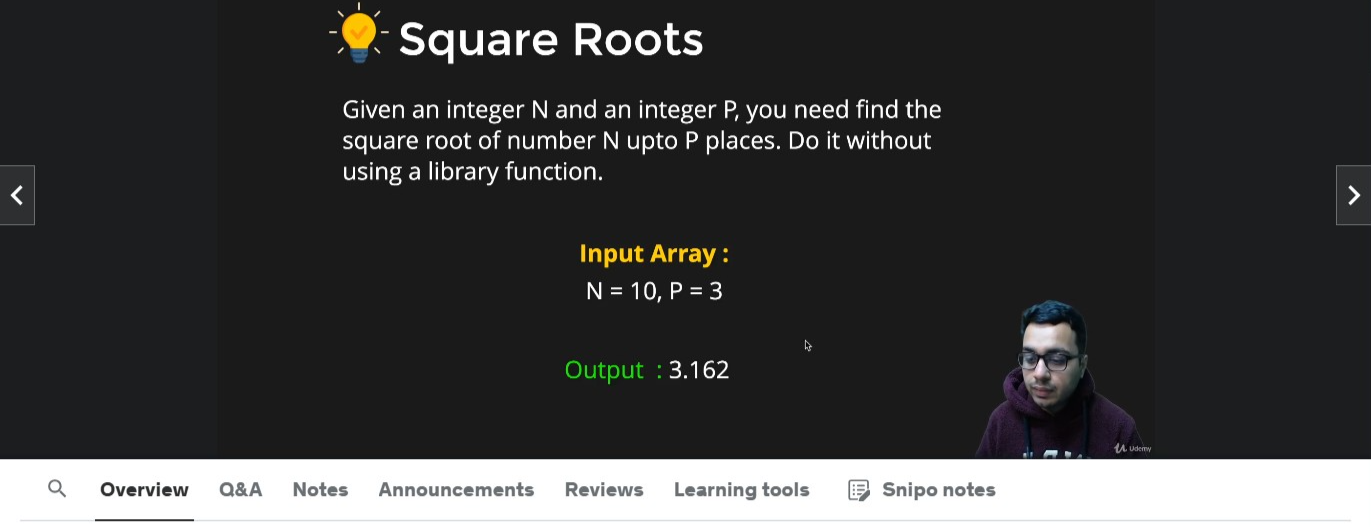 Square Roots
Given an integer N and an integer P, you need find the
square root of number N upto P places. Do it without
using a library function.
Input Array :
N = 10, P = 3
Output : 3.162
Udemy
Overview Q&A Notes Announcements Reviews Learning tools Snipo notes